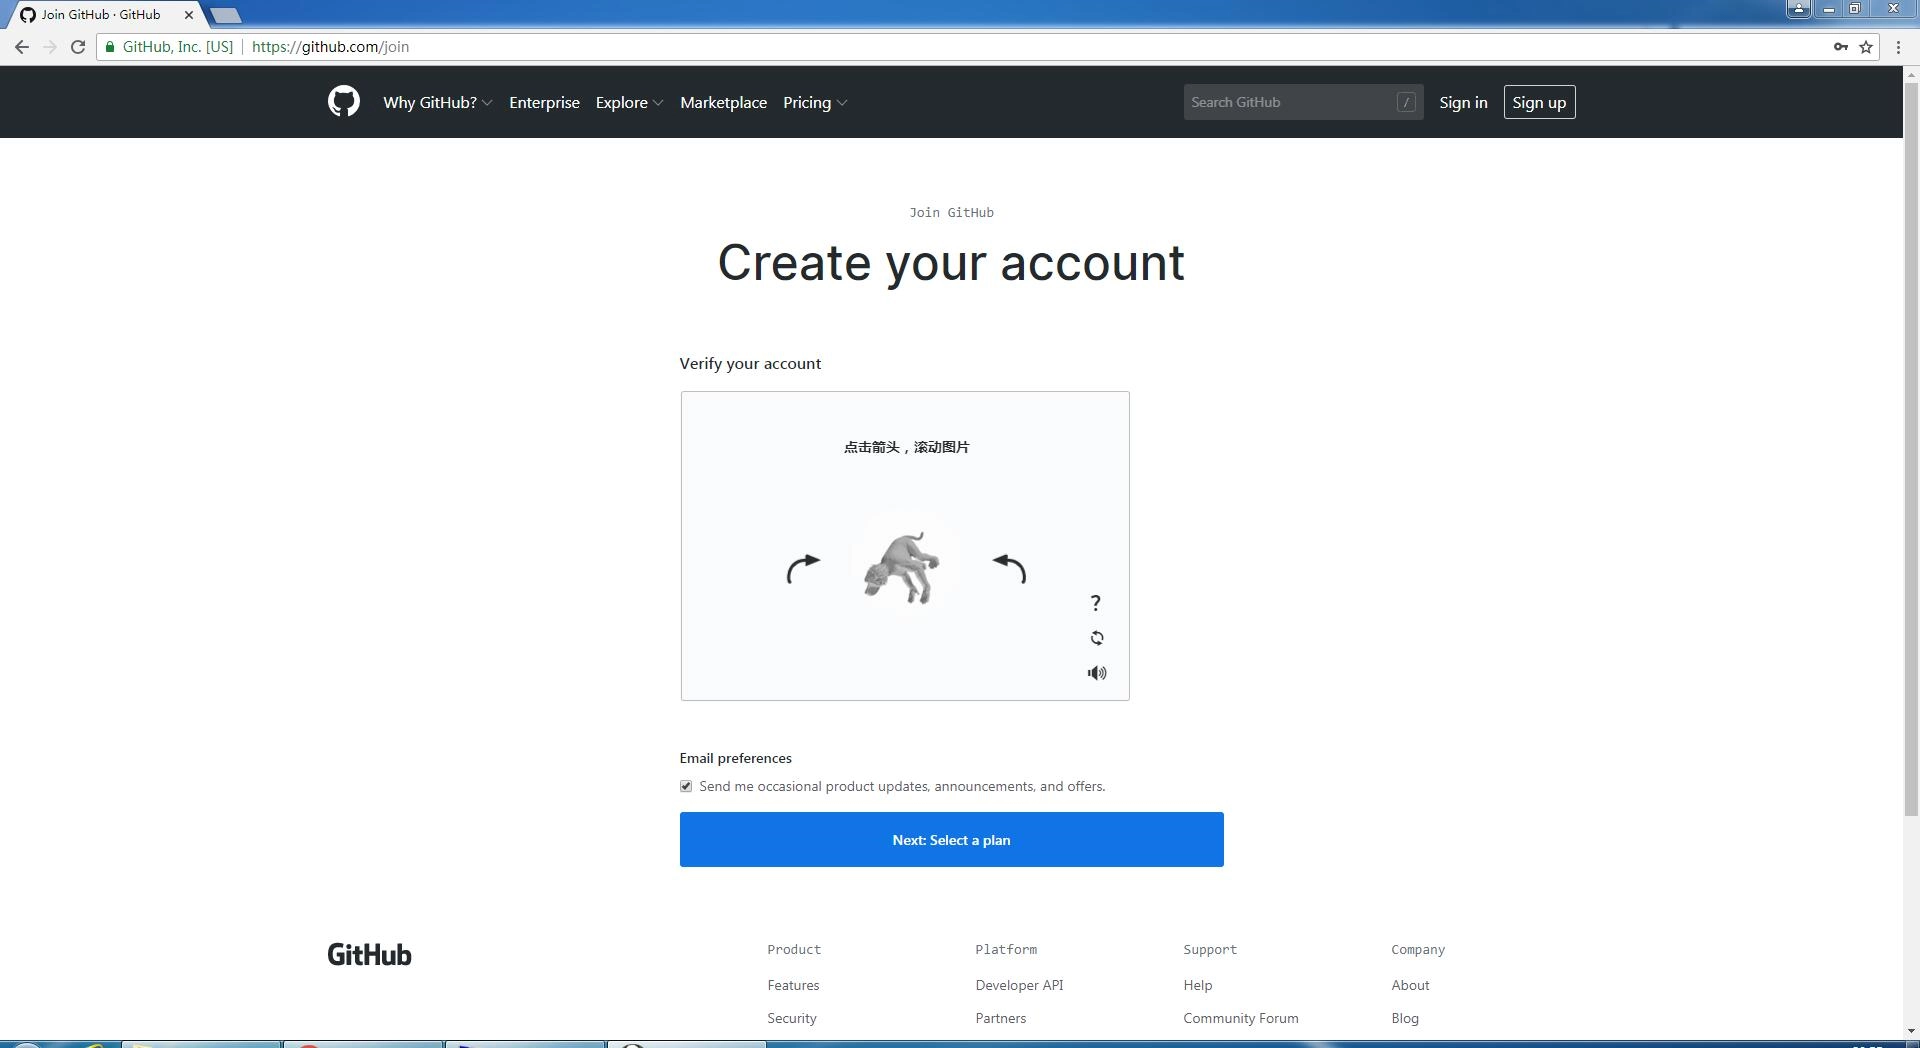 Join GitHub · GitHub
GitHub, Inc. [US] https://github.com/join
Why GitHub? Enterprise Explore Marketplace Pricing Search GitHub / Sign in Sign up
Join GitHub
Create your account
Verify your account
点击箭头，滚动图片
?
Email preferences
Send me occasional product updates, announcements, and offers.
Next: Select a plan
GitHub
Product Platform Support Company
Features Developer API Help About
Security Partners Community Forum Blog